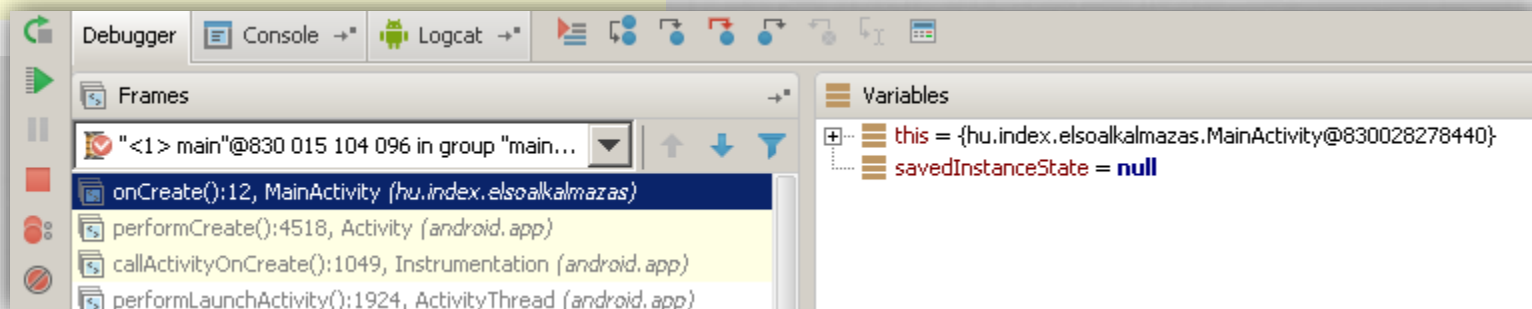 Debugger Console Logcat
Frames
Variables
"<1> main"@830 015 104 096 in group "main...
this = {hu.index.elsoalkalmazas.MainActivity@830028278440}
savedInstanceState = null
onCreate():12, MainActivity (hu.index.elsoalkalmazas)
performCreate():4518, Activity (android.app)
callActivityOnCreate():1049, Instrumentation (android.app)
performLaunchActivity():1924, ActivityThread (android.app)